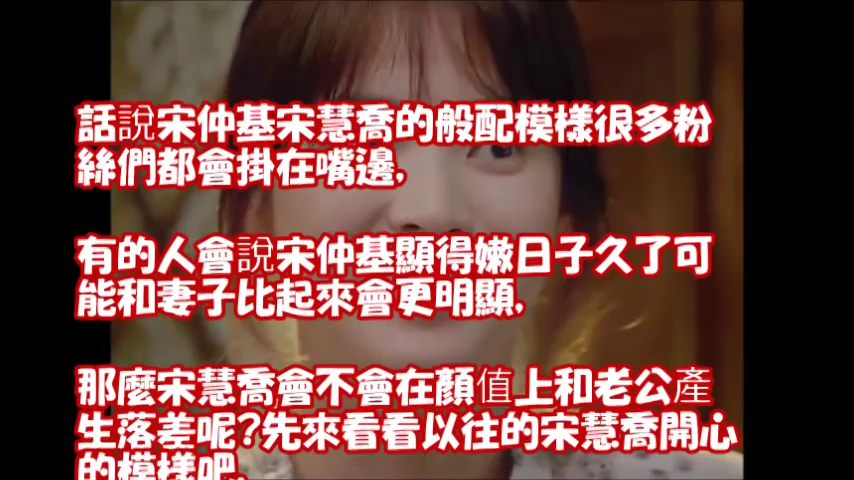 話說宋仲基宋慧喬的般配模樣很多粉
絲們都會掛在嘴邊,
有的人會說宋仲基顯得嫩日子久了可
能和妻子比起來會更明顯,
那麼宋慧喬會不會在顏值上和老公產
生落差呢?先來看看以往的宋慧喬開心
的模樣吧,